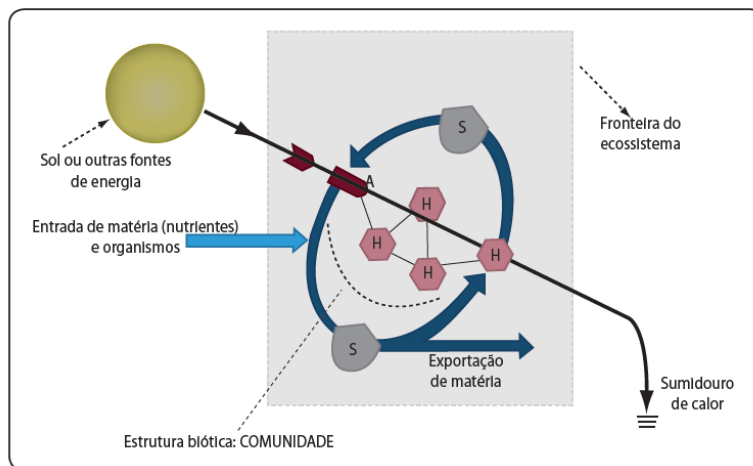 Sol ou outras fontes
de energia
Fronteira do
ecossistema
S
A
H
Entrada de matéria (nutrientes)
e organismos
H
H
H
S
Exportação
de matéria
Sumidouro
de calor
Estrutura biótica: COMUNIDADE